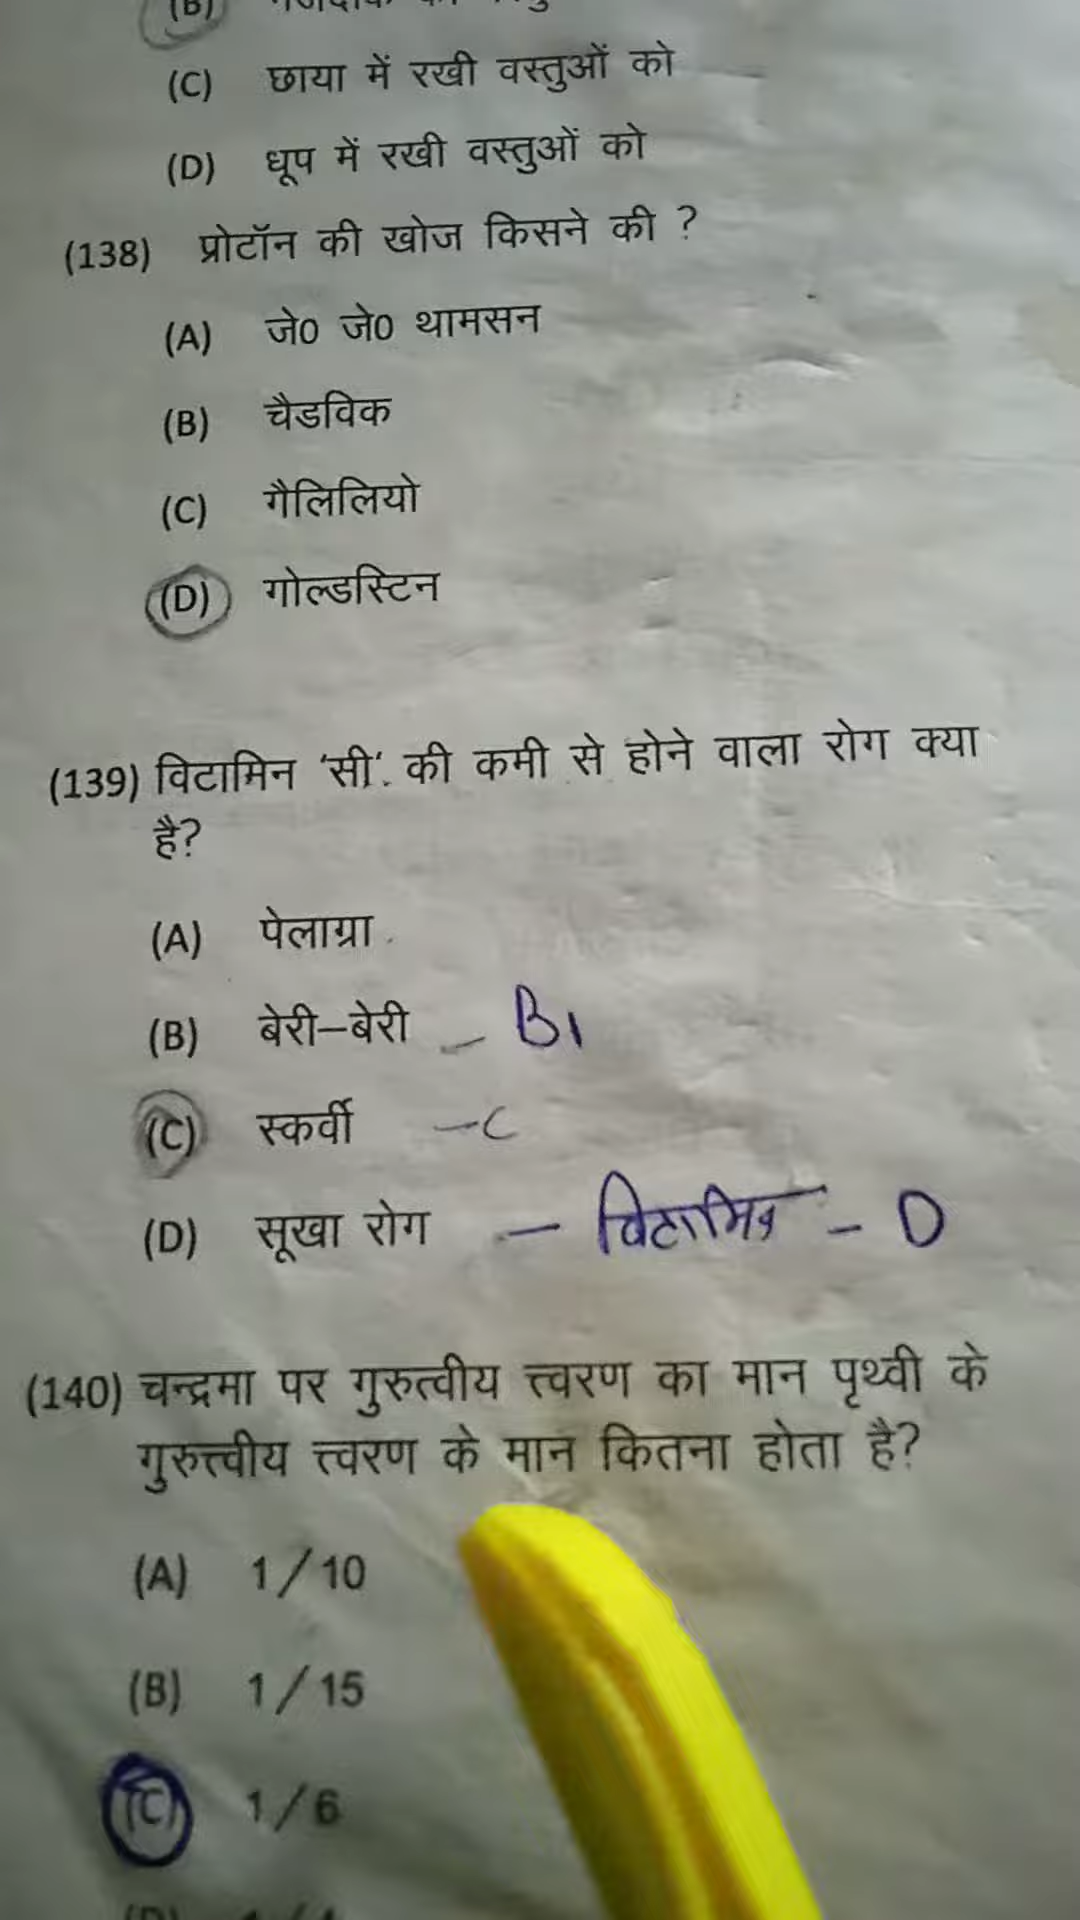 (B)
(C) छाया में रखी वस्तुओं को
(D) धूप में रखी वस्तुओं को
(138) प्रोटॉन की खोज किसने की ?
(A) जे0 जे0 थामसन
(B) चैडविक
(C) गैलिलियो
(D) गोल्डस्टिन
(139) विटामिन 'सी'. की कमी से होने वाला रोग क्या
है?
(A) पेलाग्रा
(B) बेरी–बेरी – B1
(C) स्कर्वी – C
(D) सूखा रोग – विटामिन – D
(140) चन्द्रमा पर गुरुत्वीय त्त्वरण का मान पृथ्वी के
गुरुत्त्वीय त्त्वरण के मान कितना होता है?
(A) 1/10
(B) 1/15
(C) 1/6
(D)